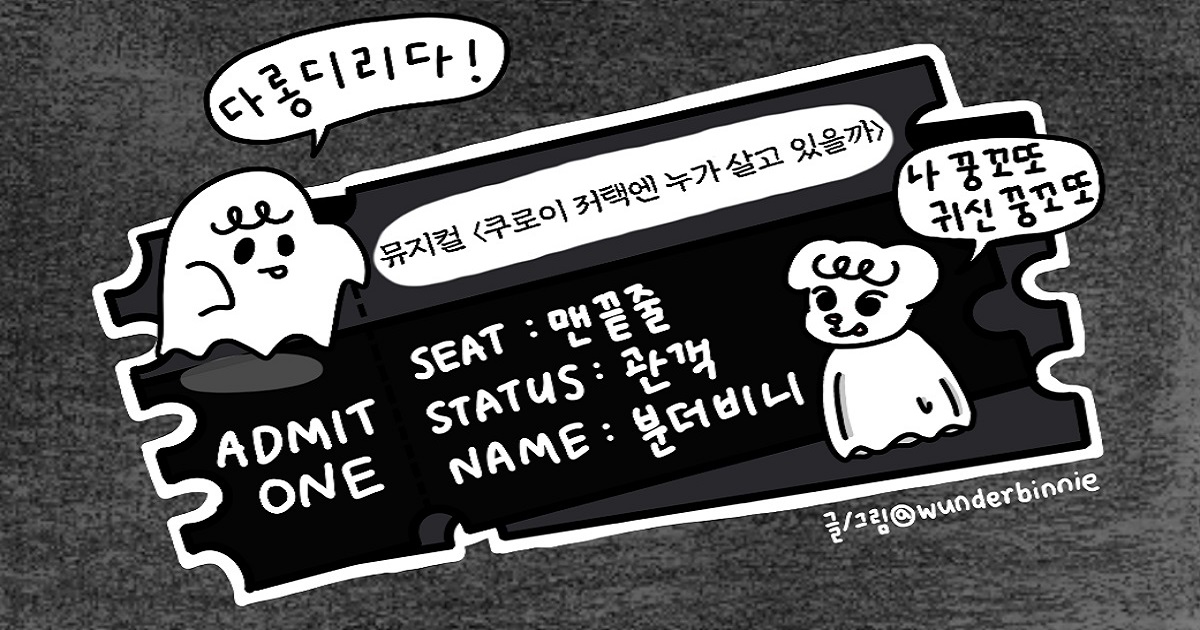 다롱디리다!
뮤지컬 <쿠로이 저택엔 누가 살고 있을까>
나 꿍꼬또
귀신 꿍꼬또
SEAT : 맨끝줄
STATUS : 관객
NAME : 분더비니
ADMIT
ONE
글/그림@wunderbinnie